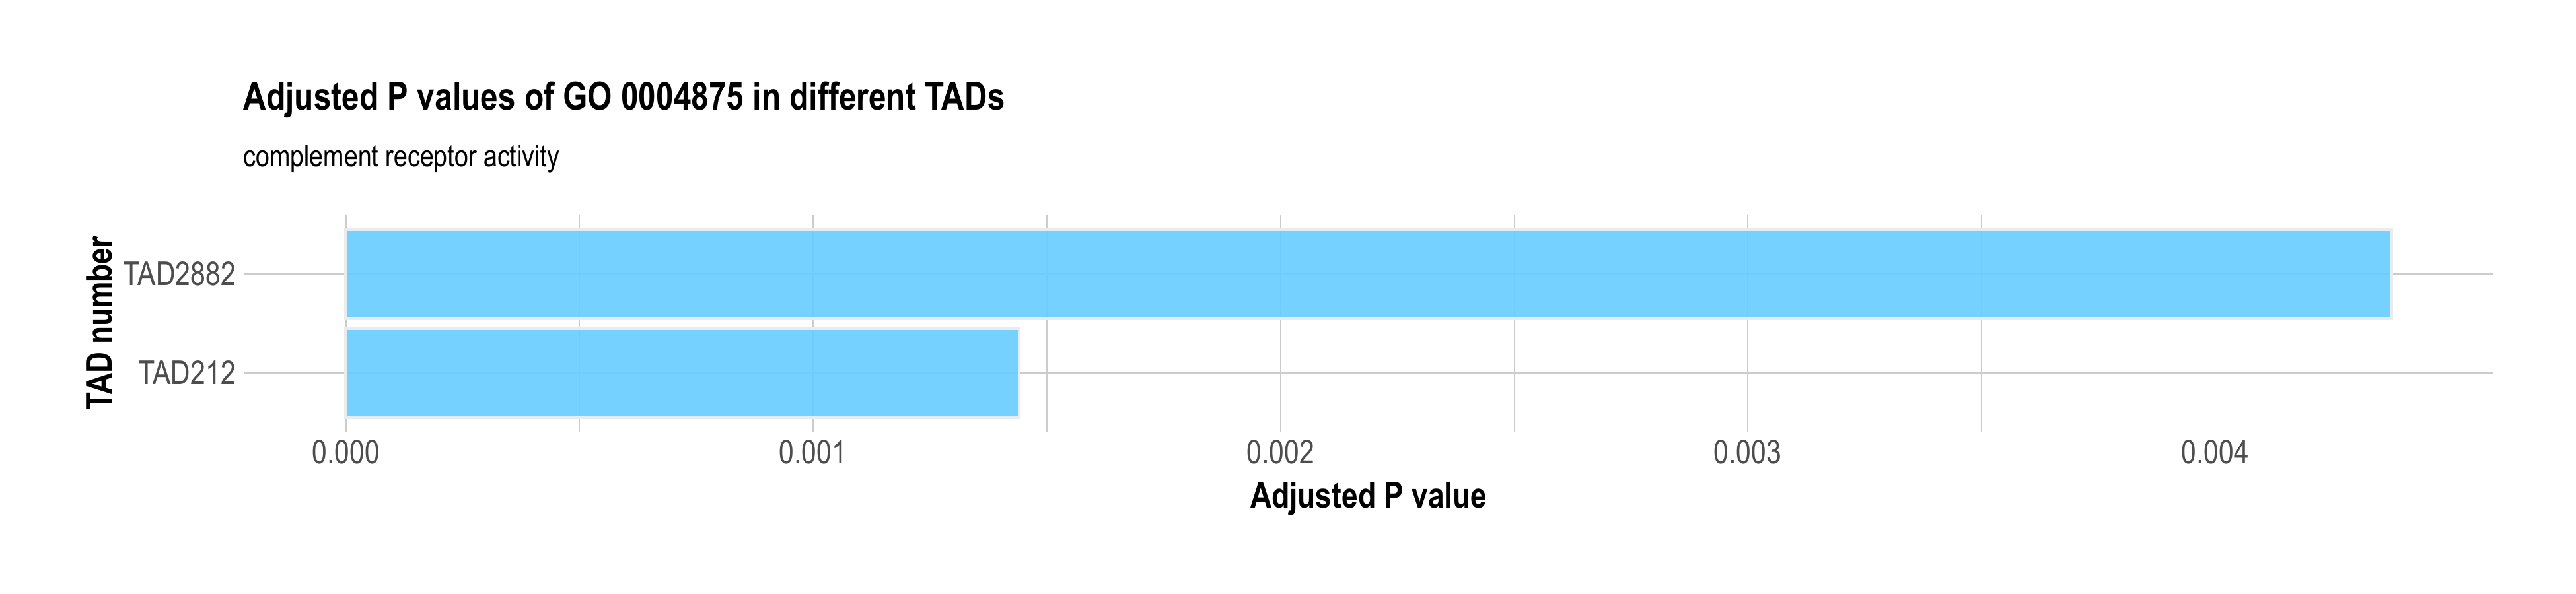 Adjusted P values of GO 0004875 in different TADs
complement receptor activity
TAD number
TAD2882
TAD212
0.000 0.001 0.002 0.003 0.004
Adjusted P value